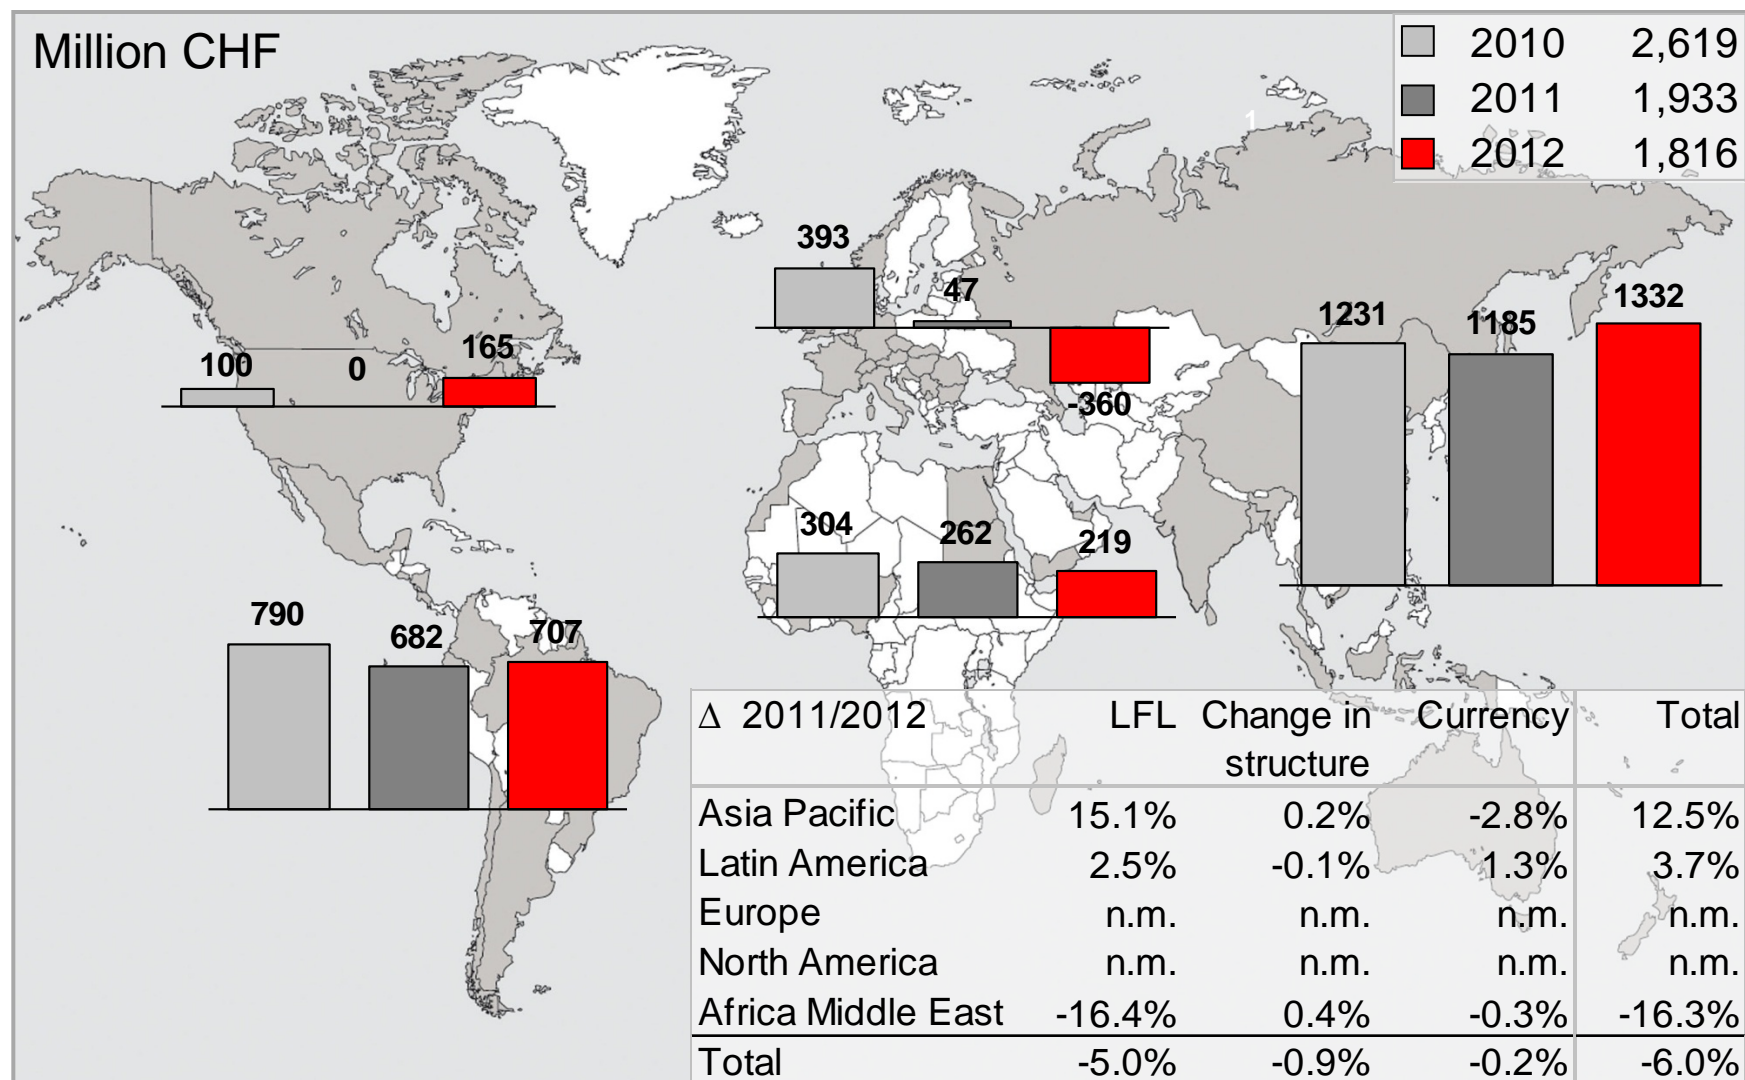 Million CHF
2010 2,619
2011 1,933
2012 1,816
1
393
47
-360
1231
1185
1332
100
0
165
304
262
219
790
682
707
Δ 2011/2012 LFL Change in structure Currency Total
Asia Pacific 15.1% 0.2% -2.8% 12.5%
Latin America 2.5% -0.1% 1.3% 3.7%
Europe n.m. n.m. n.m. n.m.
North America n.m. n.m. n.m. n.m.
Africa Middle East -16.4% 0.4% -0.3% -16.3%
Total -5.0% -0.9% -0.2% -6.0%